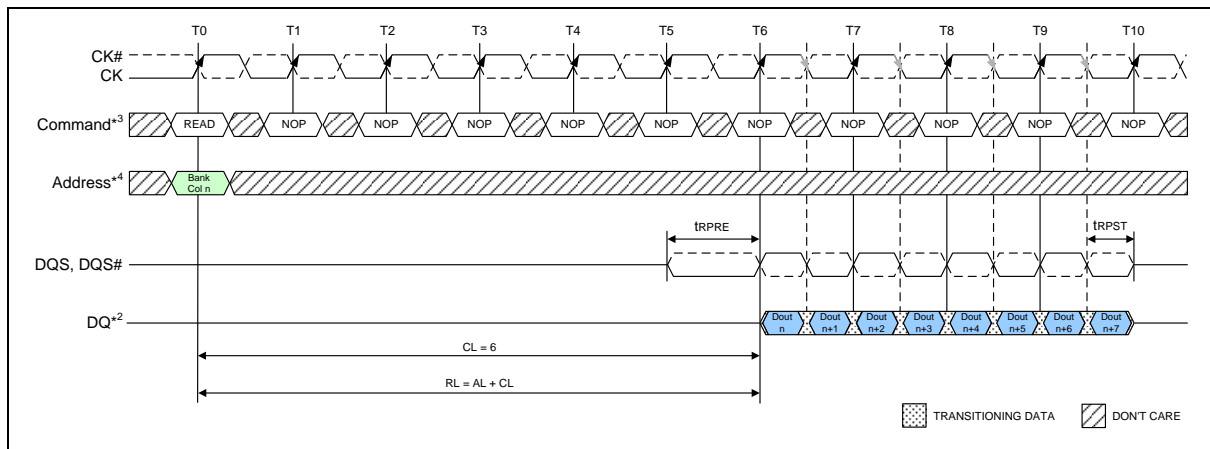 T0 T1 T2 T3 T4 T5 T6 T7 T8 T9 T10
CK#
CK
Command*3 READ NOP NOP NOP NOP NOP NOP NOP NOP NOP NOP
Address*4 Bank
Col n
tRPRE tRPST
DQS, DQS#
DQ*2 Dout Dout Dout Dout Dout Dout Dout Dout
n n+1 n+2 n+3 n+4 n+5 n+6 n+7
CL = 6
RL = AL + CL
TRANSITIONING DATA DON'T CARE